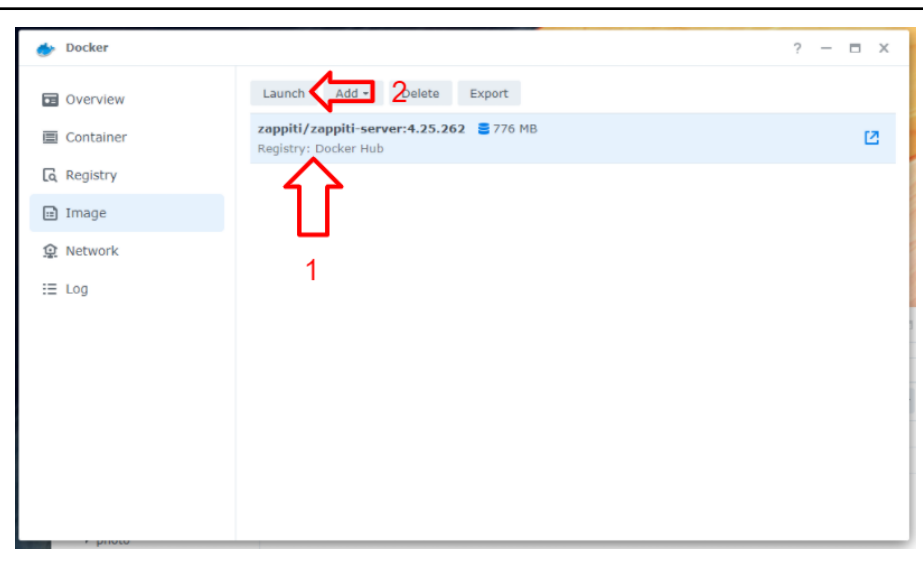 Docker
Overview
Container
Registry
Image
Network
Log
Launch Add 2 Delete Export
zappiti/zappiti-server:4.25.262 776 MB
Registry: Docker Hub
1
photo